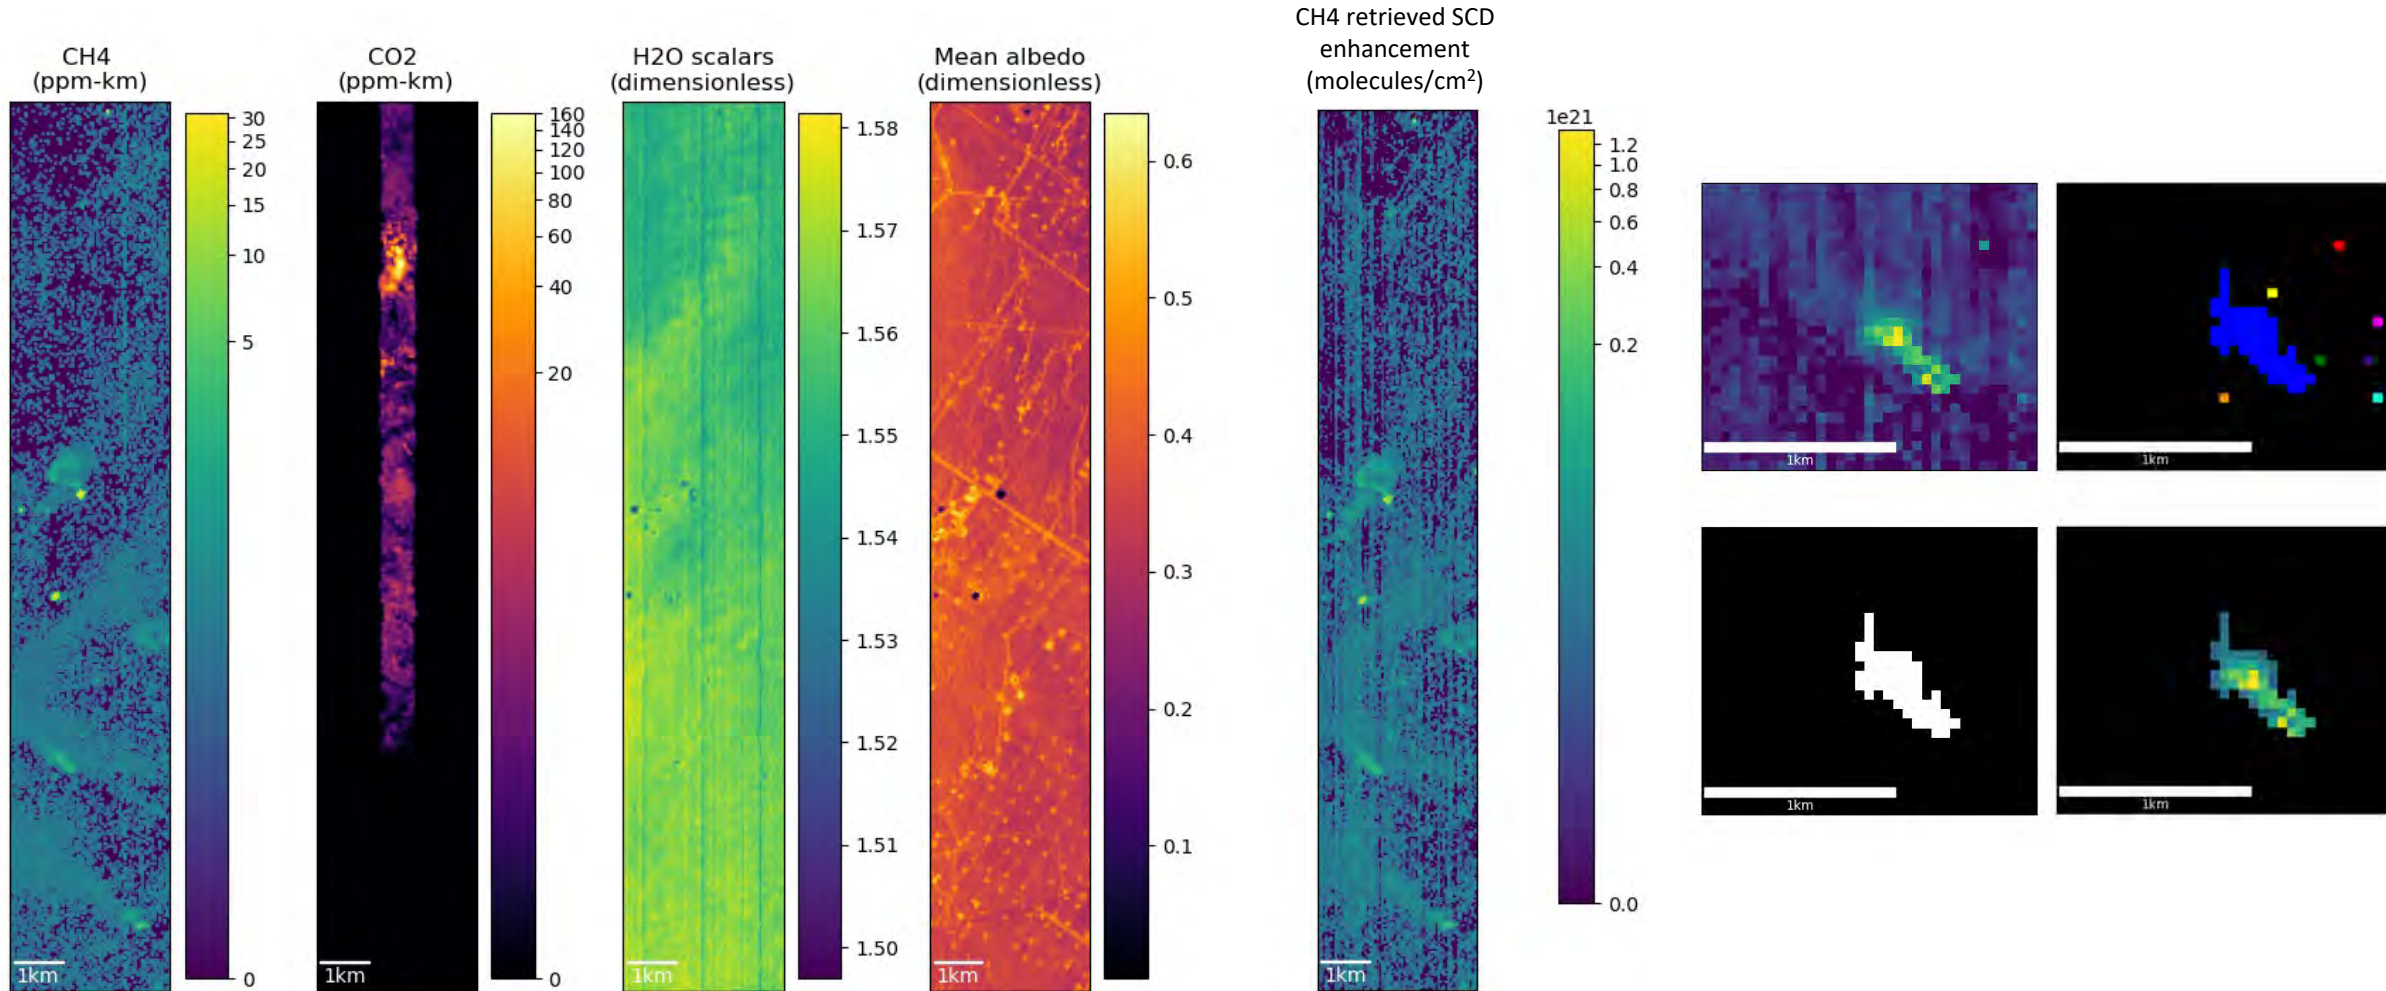 CH4
(ppm-km)
30
25
20
15
10
5
0
1km
CO2
(ppm-km)
160
140
120
100
80
60
40
20
0
1km
H2O scalars
(dimensionless)
1.58
1.57
1.56
1.55
1.54
1.53
1.52
1.51
1.50
1km
Mean albedo
(dimensionless)
0.6
0.5
0.4
0.3
0.2
0.1
1km
CH4 retrieved SCD
enhancement
(molecules/cm²)
1e21
1.2
1.0
0.8
0.6
0.4
0.2
0.0
1km
1km
1km
1km
1km